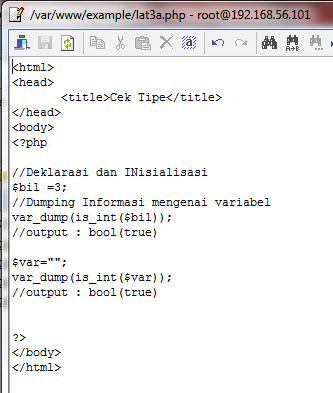 /var/www/example/lat3a.php - root@192.168.56.101
<html>
<head>
<title>Cek Tipe</title>
</head>
<body>
<?php
//Deklarasi dan INisialisasi
$bil =3;
//Dumping Informasi mengenai variabel
var_dump(is_int($bil));
//output : bool(true)
$var="";
var_dump(is_int($var));
//output : bool(true)
?>
</body>
</html>